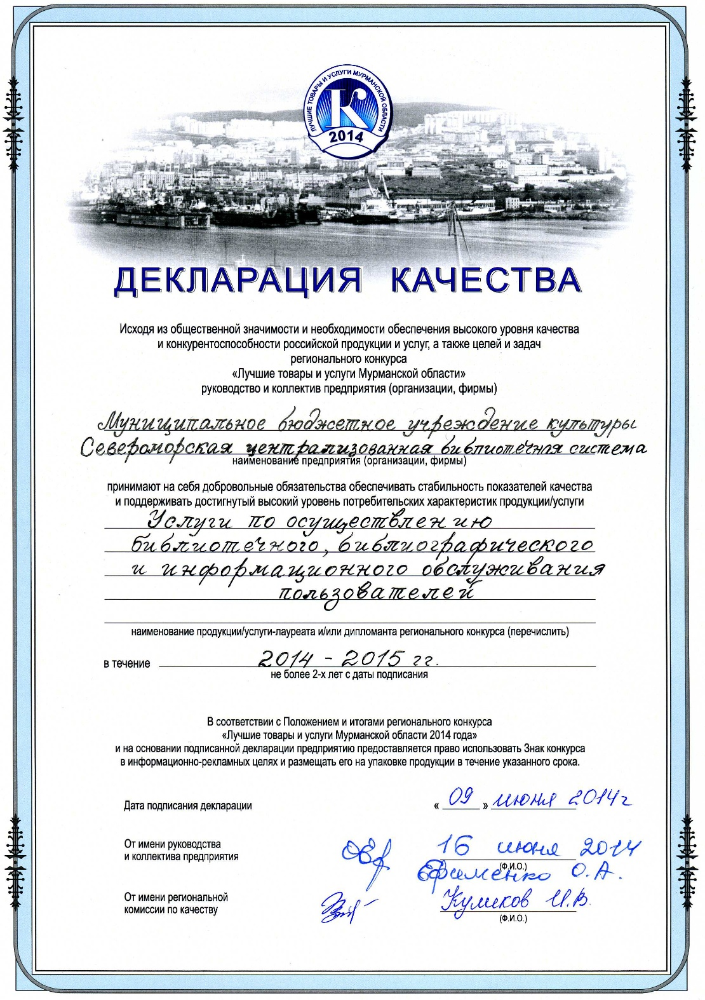 ЛУЧШИЕ ТОВАРЫ И УСЛУГИ МУРМАНСКОЙ ОБЛАСТИ
К
2014
ДЕКЛАРАЦИЯ КАЧЕСТВА
Исходя из общественной значимости и необходимости обеспечения высокого уровня качества
и конкурентоспособности российской продукции и услуг, а также целей и задач
регионального конкурса
«Лучшие товары и услуги Мурманской области»
руководство и коллектив предприятия (организации, фирмы)
Муниципальное бюджетное учреждение культуры
Североморская централизованная библиотечная система
наименование предприятия (организации, фирмы)
принимают на себя добровольные обязательства обеспечивать стабильность показателей качества
и поддерживать достигнутый высокий уровень потребительских характеристик продукции/услуги
Услуги по осуществлению
библиотечного, библиографического
и информационного обслуживания
пользователей
наименование продукции/услуги-лауреата и/или дипломанта регионального конкурса (перечислить)
в течение 2014 - 2015 гг.
не более 2-х лет с даты подписания
В соответствии с Положением и итогами регионального конкурса
«Лучшие товары и услуги Мурманской области 2014 года»
и на основании подписанной декларации предприятию предоставляется право использовать Знак конкурса
в информационно-рекламных целях и размещать его на упаковке продукции в течение указанного срока.
Дата подписания декларации « 09 » июня 2014г
От имени руководства 16 июня 2014
и коллектива предприятия (Ф.И.О.)
Ефименко О.А.
От имени региональной Куликов И.В.
комиссии по качеству (Ф.И.О.)